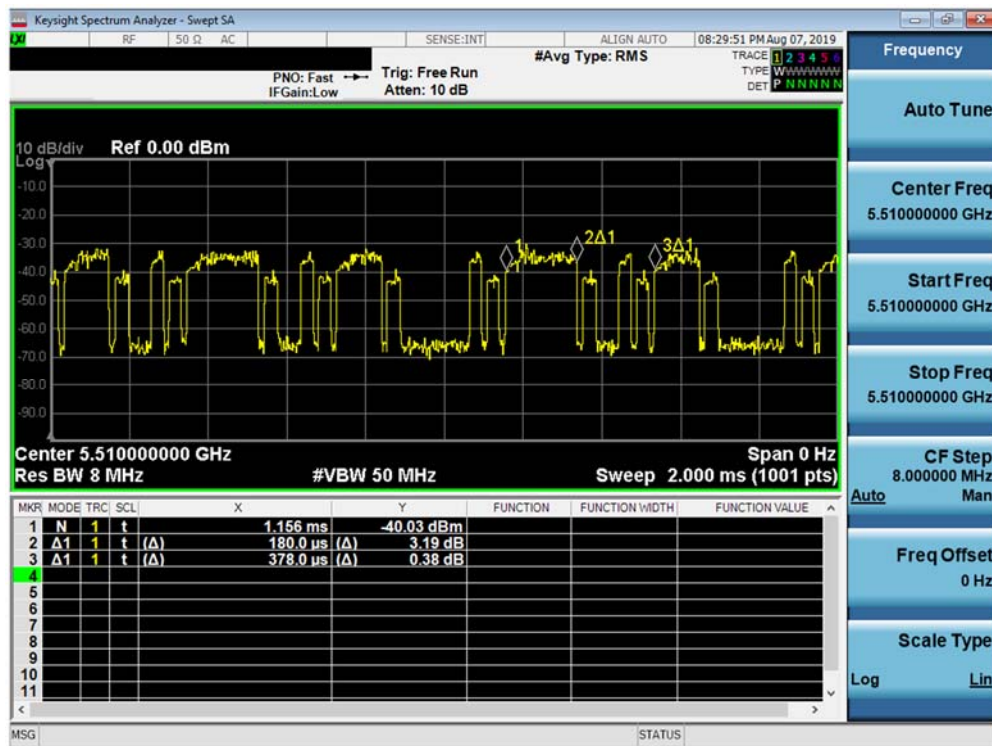 Keysight Spectrum Analyzer - Swept SA
LXI RF 50 Ω AC SENSE:INT ALIGN AUTO 08:29:51 PM Aug 07, 2019
#Avg Type: RMS
TRACE 1 2 3 4 5 6
PNO: Fast Trig: Free Run
TYPE W W W W W W
IFGain:Low Atten: 10 dB
DET P N N N N N
10 dB/div Ref 0.00 dBm
Log
-10.0
-20.0
-30.0
-40.0
-50.0
-60.0
-70.0
-80.0
-90.0
1
2Δ1
3Δ1
Center 5.510000000 GHz Span 0 Hz
Res BW 8 MHz #VBW 50 MHz Sweep 2.000 ms (1001 pts)
MKR MODE TRC SCL X Y FUNCTION FUNCTION WIDTH FUNCTION VALUE
1 N 1 t 1.156 ms -40.03 dBm
2 Δ1 1 t (Δ) 180.0 µs (Δ) 3.19 dB
3 Δ1 1 t (Δ) 378.0 µs (Δ) 0.38 dB
4
5
6
7
8
9
10
11
MSG STATUS
Frequency
Auto Tune
Center Freq
5.510000000 GHz
Start Freq
5.510000000 GHz
Stop Freq
5.510000000 GHz
CF Step
8.000000 MHz
Auto Man
Freq Offset
0 Hz
Scale Type
Log Lin